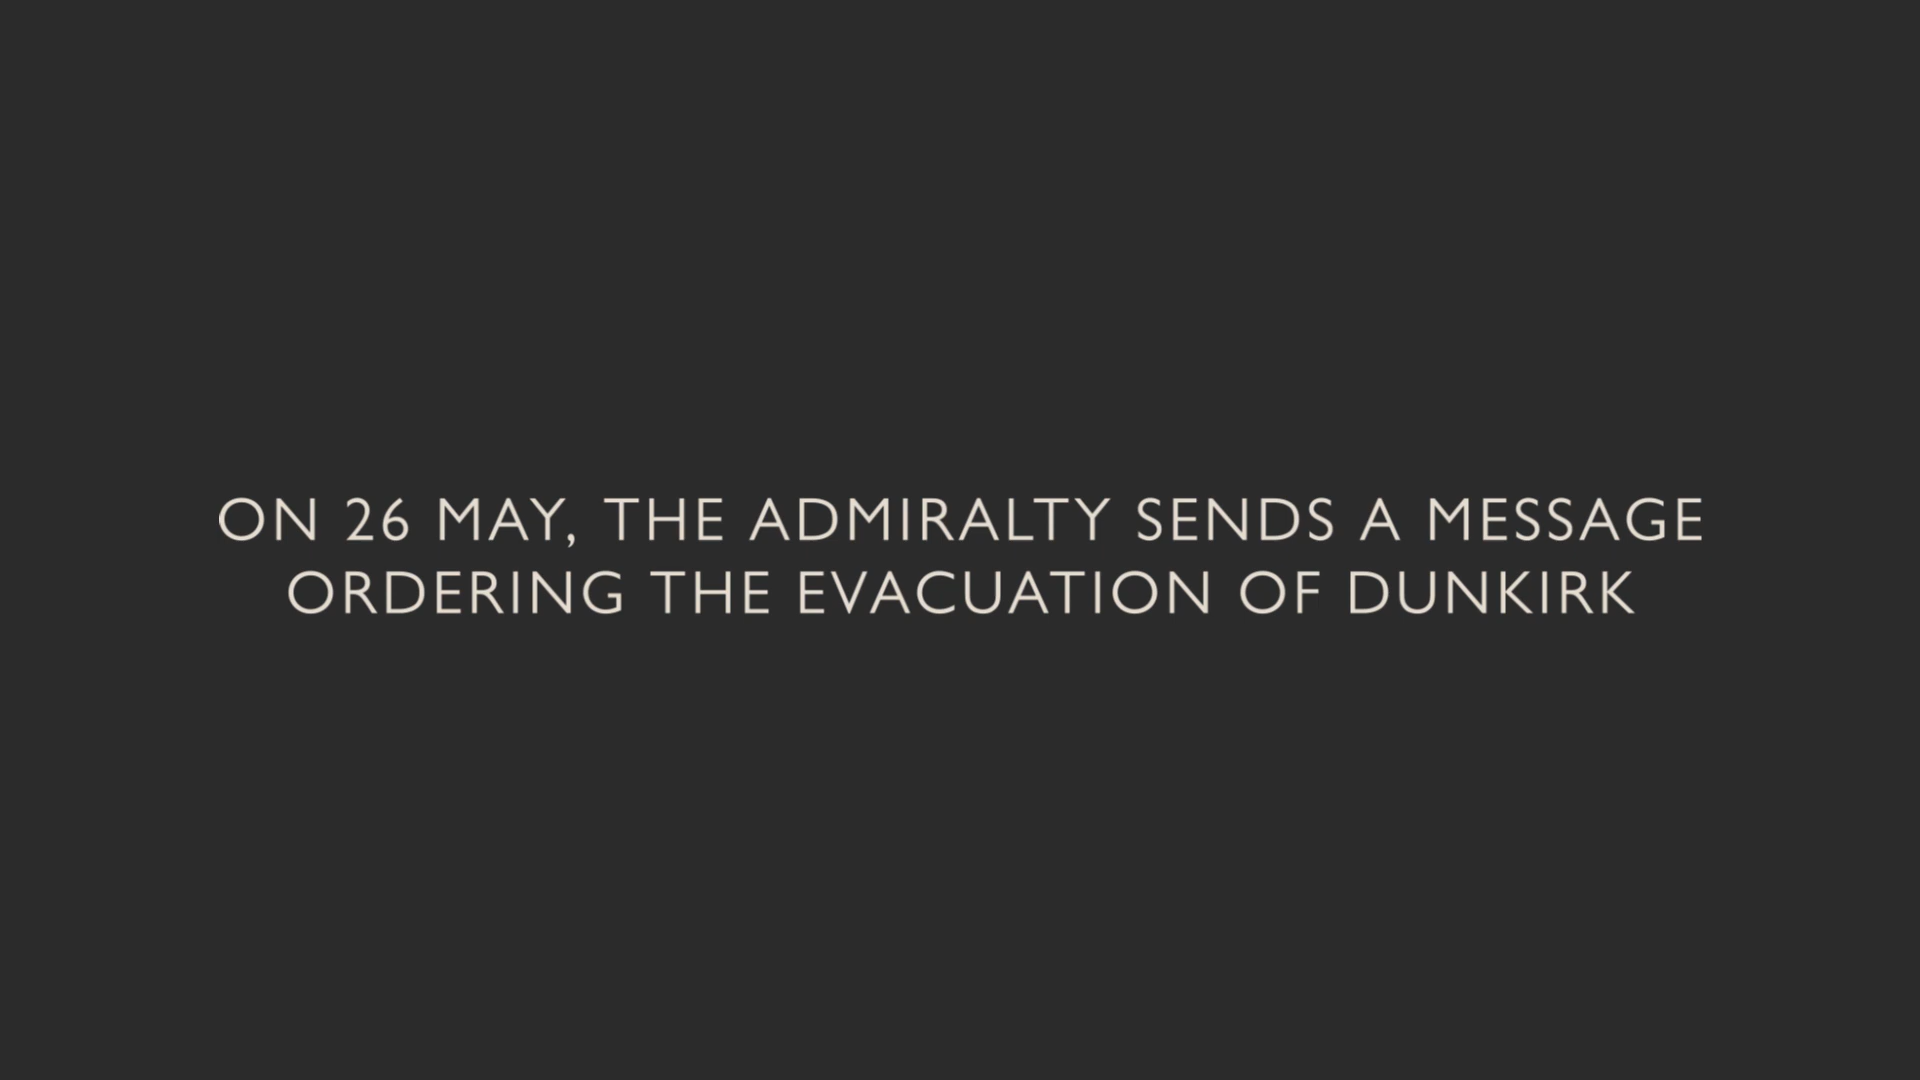 ON 26 MAY, THE ADMIRALTY SENDS A MESSAGE
ORDERING THE EVACUATION OF DUNKIRK